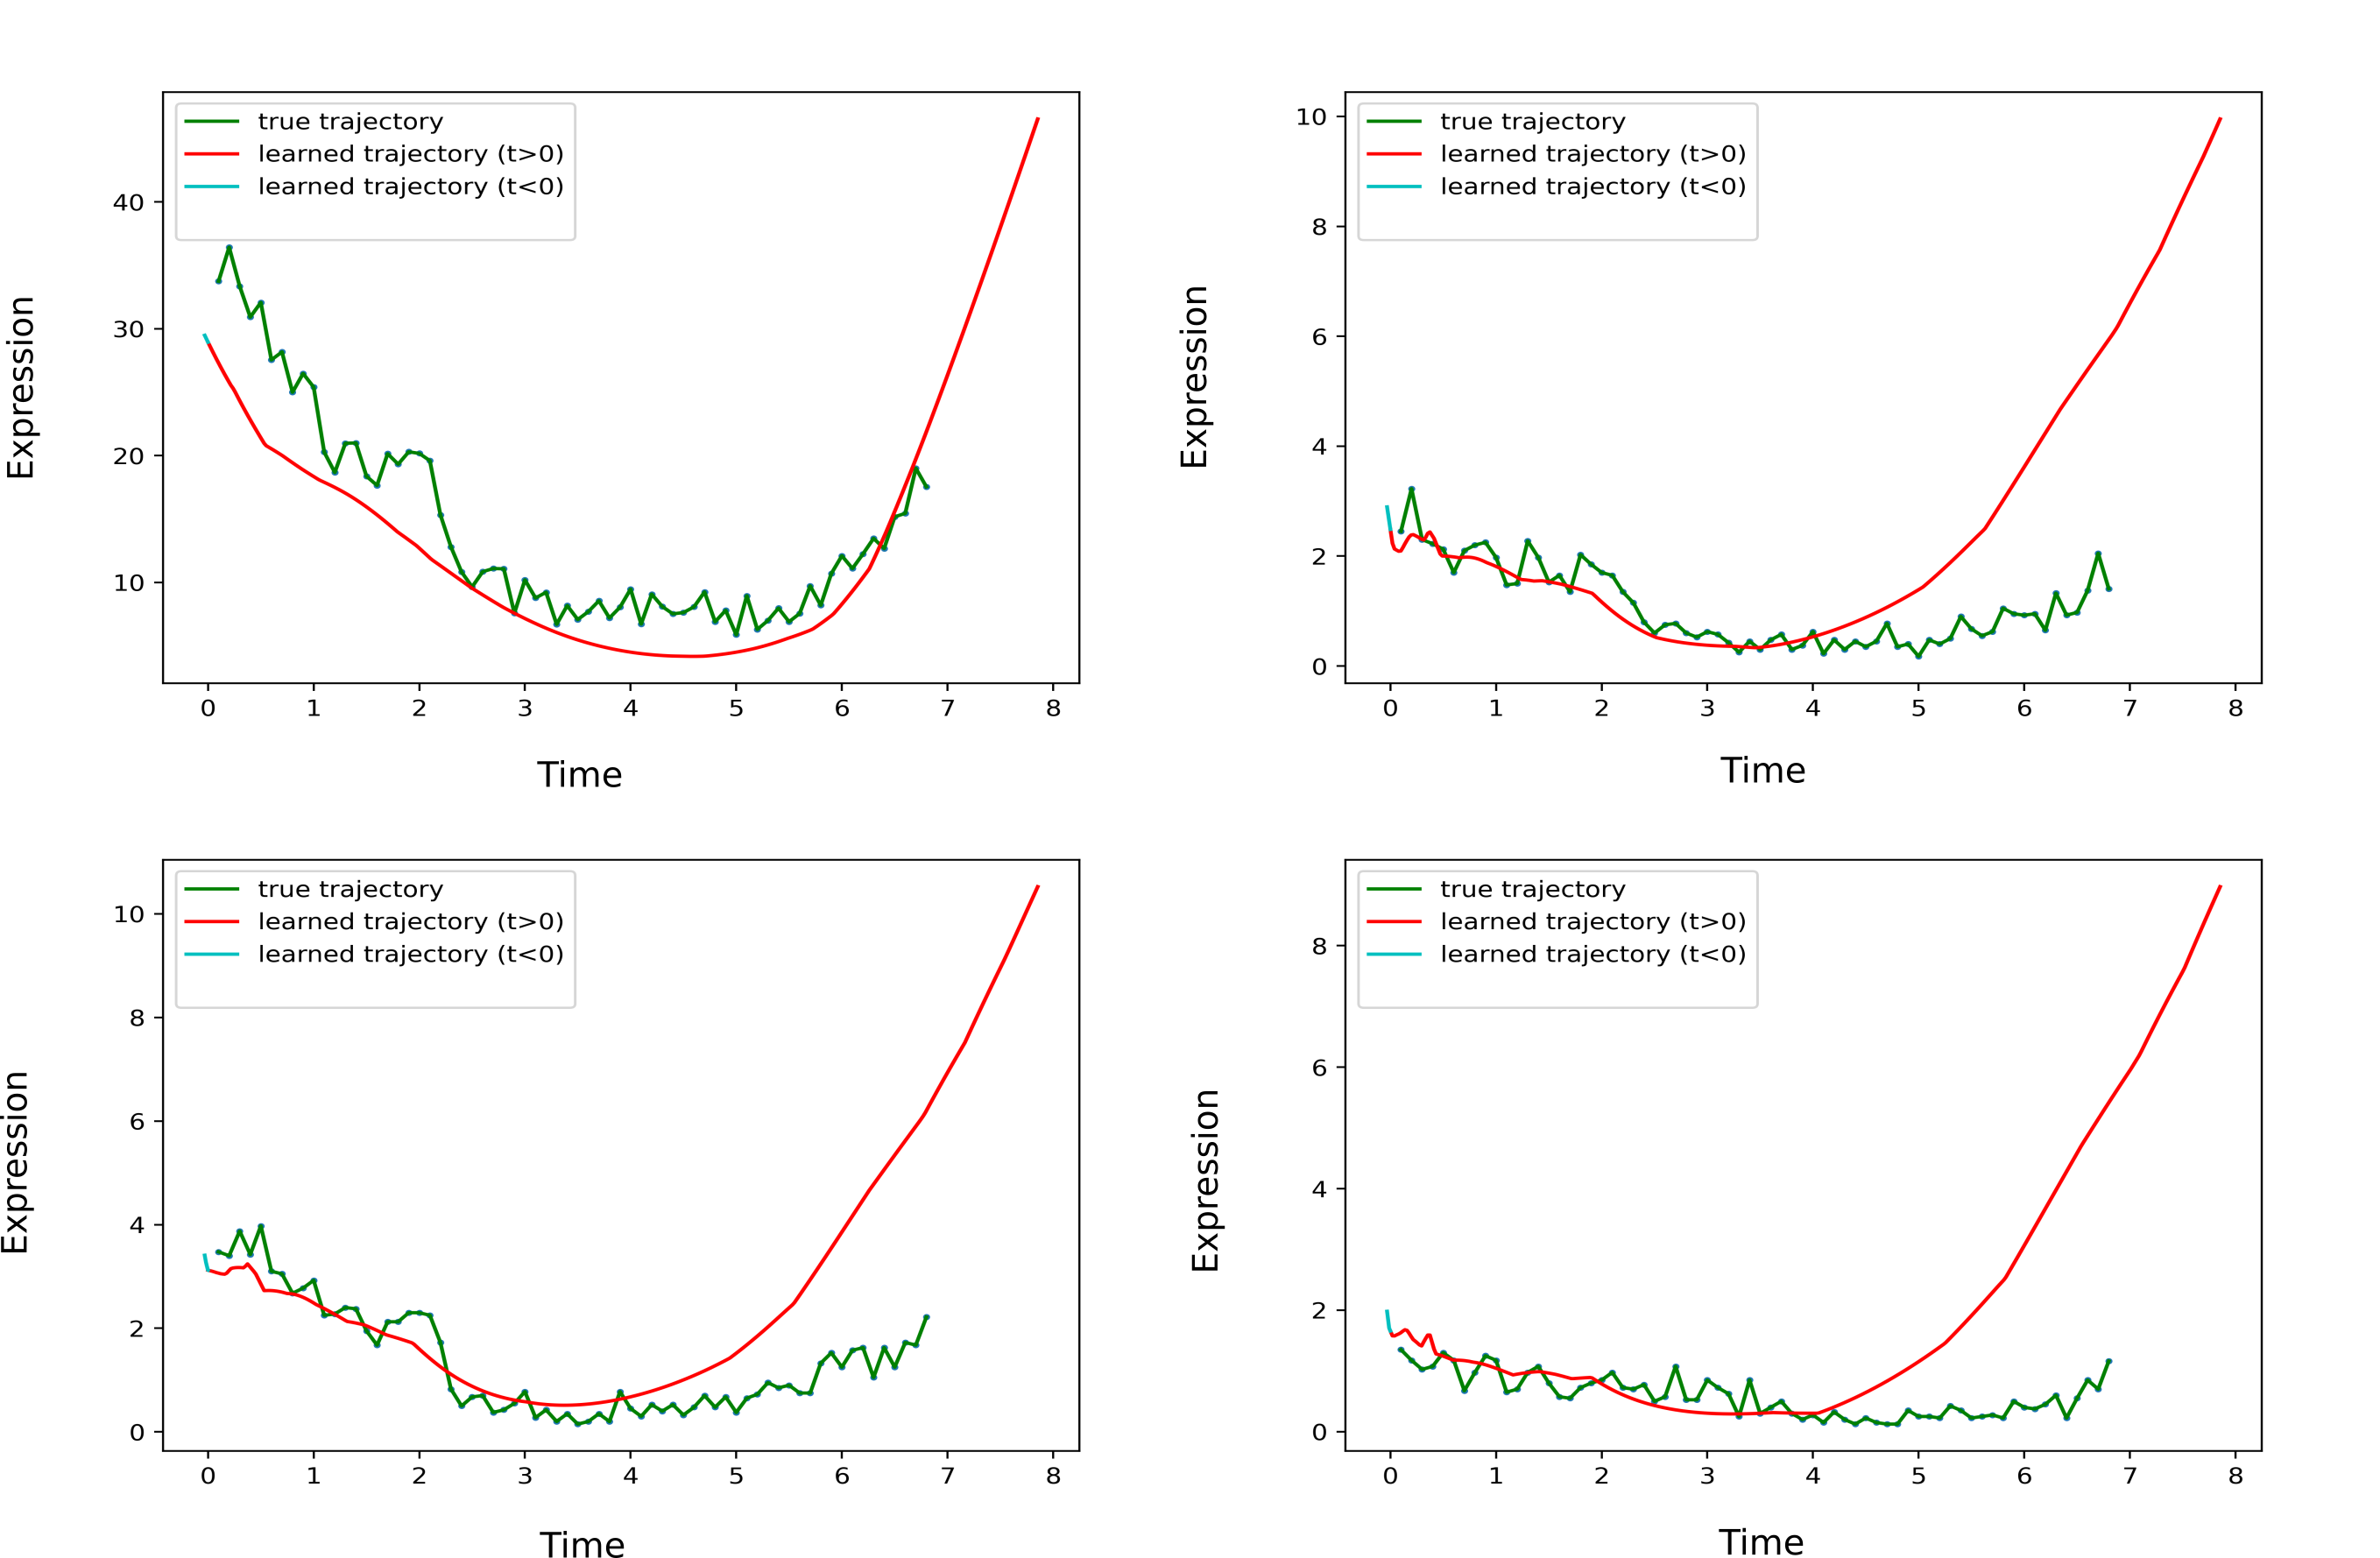 true trajectory
learned trajectory (t>0)
learned trajectory (t<0)
40
30
20
10
Expression
0 1 2 3 4 5 6 7 8
Time
true trajectory
learned trajectory (t>0)
learned trajectory (t<0)
10
8
6
4
2
0
Expression
0 1 2 3 4 5 6 7 8
Time
true trajectory
learned trajectory (t>0)
learned trajectory (t<0)
10
8
6
4
2
0
Expression
0 1 2 3 4 5 6 7 8
Time
true trajectory
learned trajectory (t>0)
learned trajectory (t<0)
8
6
4
2
0
Expression
0 1 2 3 4 5 6 7 8
Time